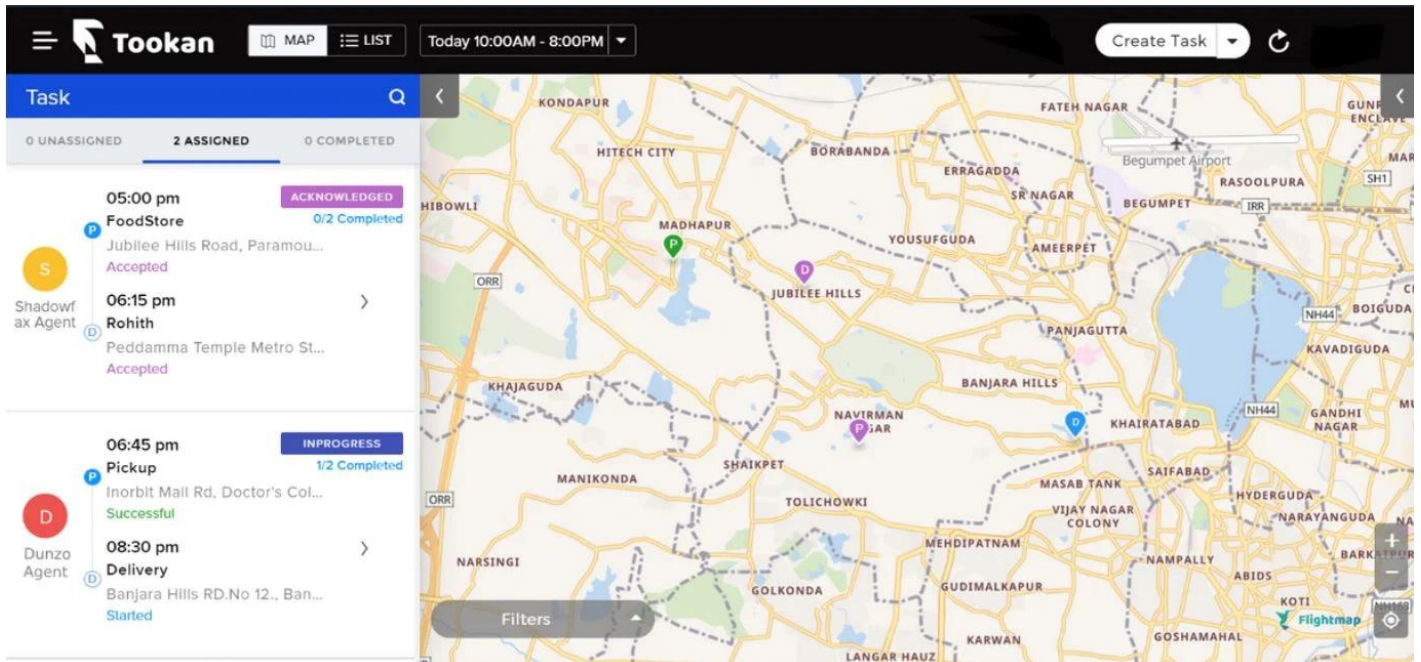 Tookan
MAP
LIST
Today 10:00AM - 8:00PM
Create Task
Task
0 UNASSIGNED
2 ASSIGNED
0 COMPLETED
05:00 pm
ACKNOWLEDGED
P
FoodStore
0/2 Completed
Jubilee Hills Road, Paramou...
Accepted
S
Shadowf
ax Agent
06:15 pm
D
Rohith
Peddamma Temple Metro St...
Accepted
06:45 pm
INPROGRESS
P
Pickup
1/2 Completed
Inorbit Mall Rd, Doctor's Col...
Successful
D
Dunzo
Agent
08:30 pm
D
Delivery
Banjara Hills RD.No 12., Ban...
Started
KONDAPUR
FATEH NAGAR
HITECH CITY
BORABANDA
Begumpet Airport
ERRAGADDA
RASOOLPURA
SH1
SR NAGAR
BEGUMPET
IRR
HIBOWLI
MADHAPUR
P
YOUSUFGUDA
AMEERPET
D
ORR
JUBILEE HILLS
NH44
BOIGUDA
PANJAGUTTA
KAVADIGUDA
KHAJAGUDA
BANJARA HILLS
NAVIRMAN
P
D
KHAIRATABAD
NH44
GANDHI
NAGAR
SHAIKPET
MANIKONDA
SAIFABAD
MASAB TANK
ORR
TOLICHOWKI
HYDERGUDA
VIJAY NAGAR
COLONY
NARAYANGUDA
MEHDIPATNAM
NARSINGI
NAMPALLY
ABIDS
GOLKONDA
GUDIMALKAPUR
KOTI
Filters
Flightmap
KARWAN
GOSHAMAHAL
LANGAR HAUZ